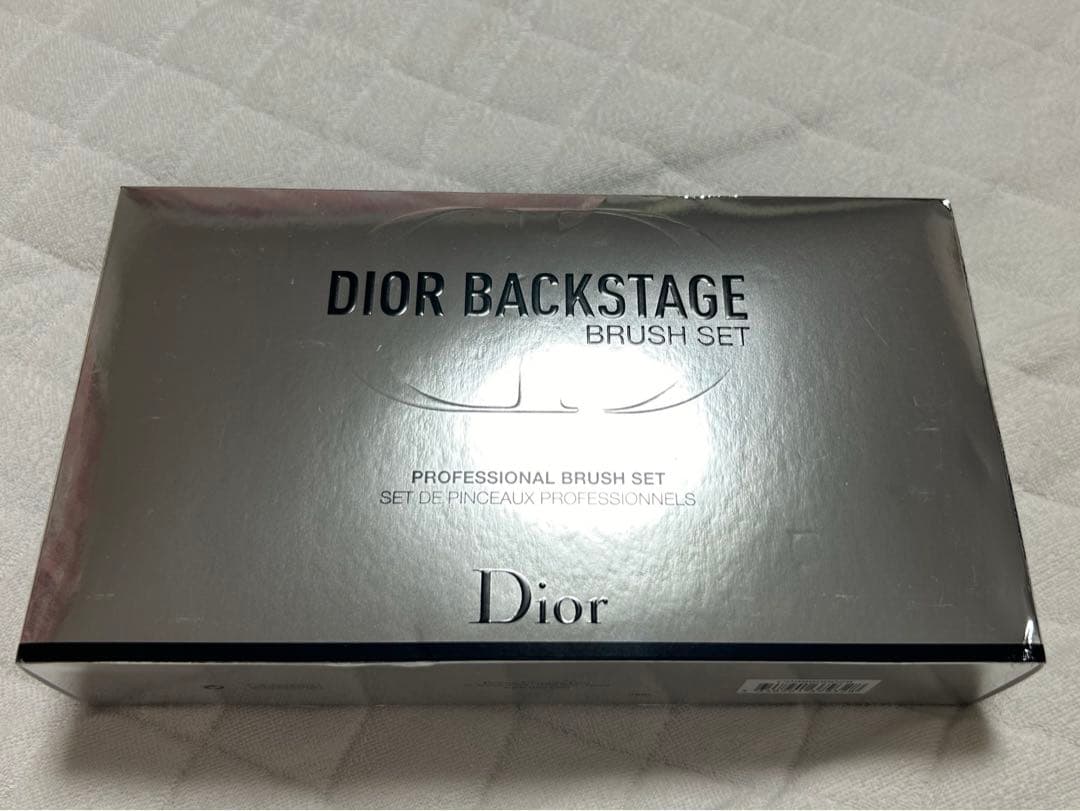 DIOR BACKSTAGE
BRUSH SET
PROFESSIONAL BRUSH SET
SET DE PINCEAUX PROFESSIONNELS
Dior